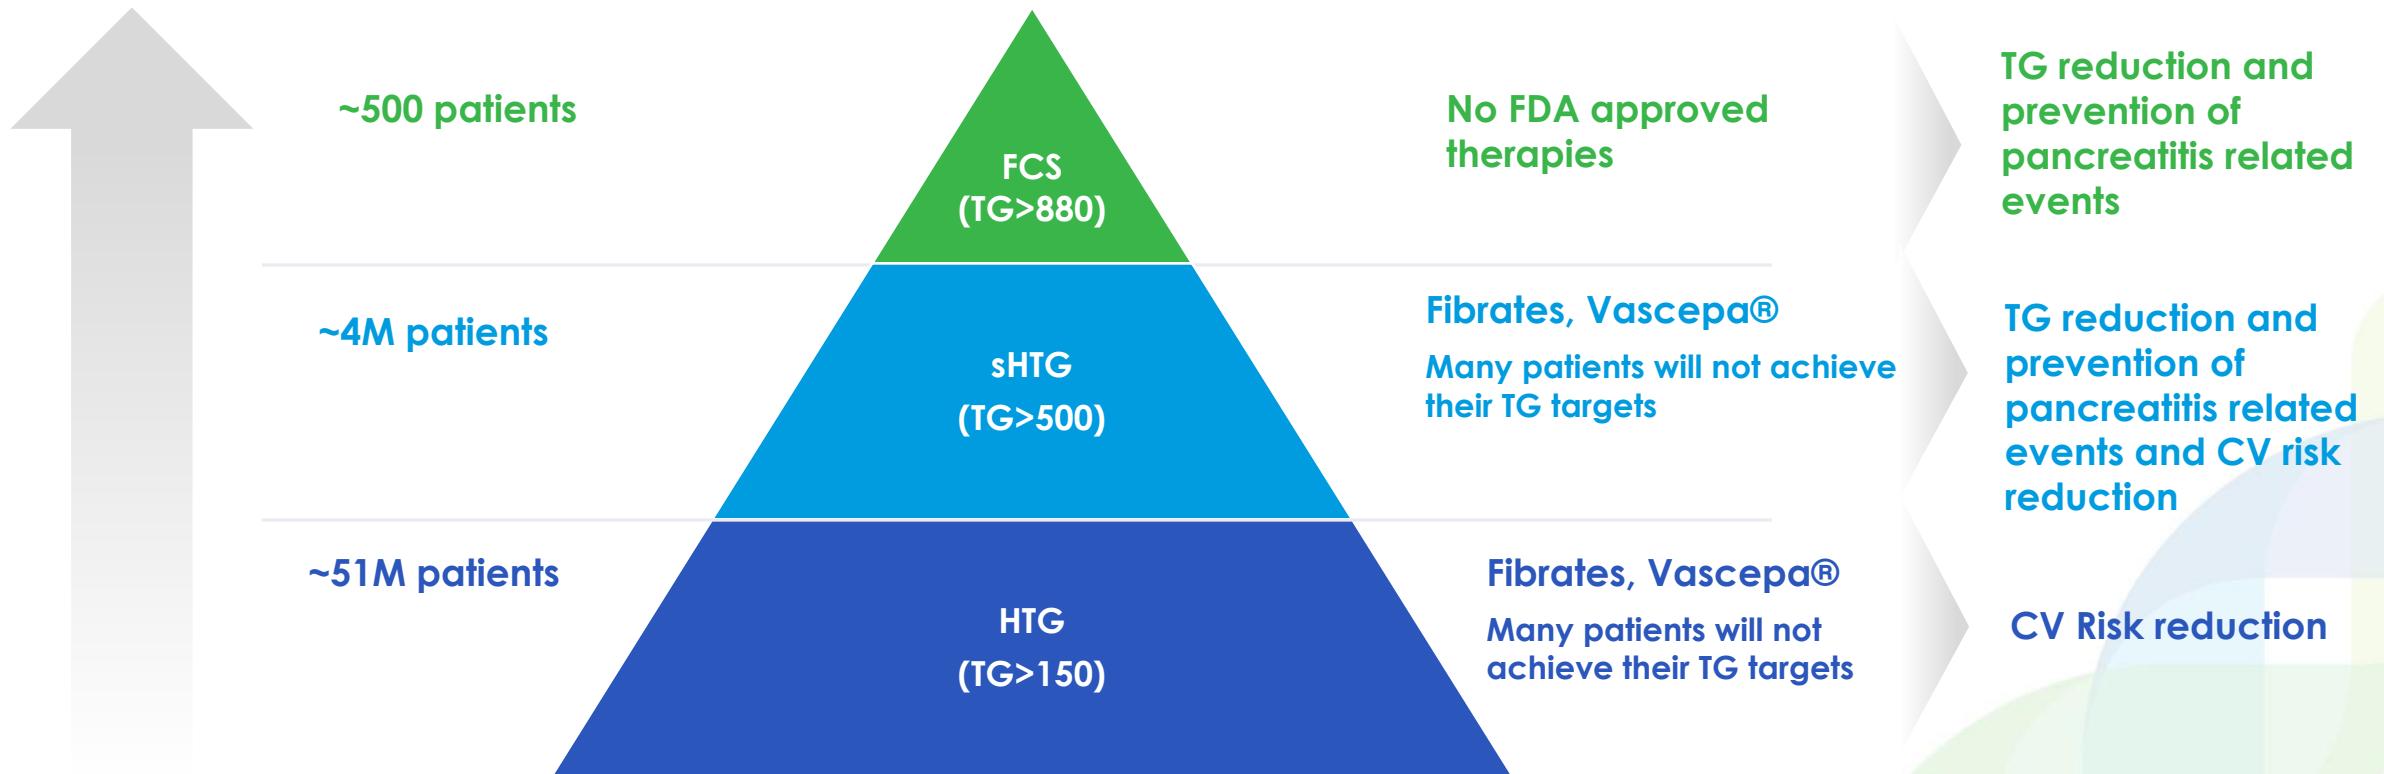 ~500 patients
FCS
(TG>880)
No FDA approved
therapies
TG reduction and
prevention of
pancreatitis related
events
~4M patients
sHTG
(TG>500)
Fibrates, Vascepa®
Many patients will not achieve
their TG targets
TG reduction and
prevention of
pancreatitis related
events and CV risk
reduction
~51M patients
HTG
(TG>150)
Fibrates, Vascepa®
Many patients will not
achieve their TG targets
CV Risk reduction